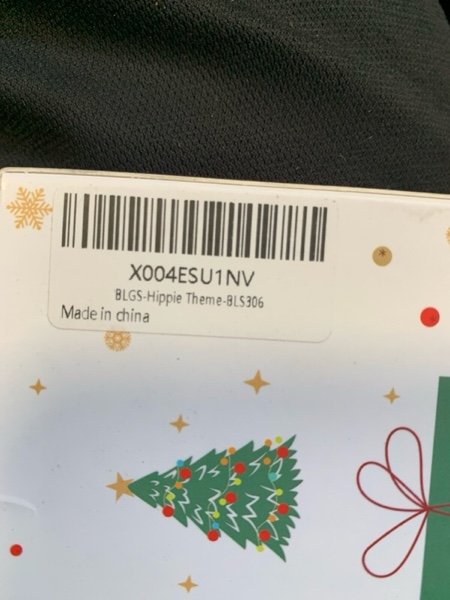 X004ESU1NV
BLGS-Hippie Theme-BLS306
Made in china